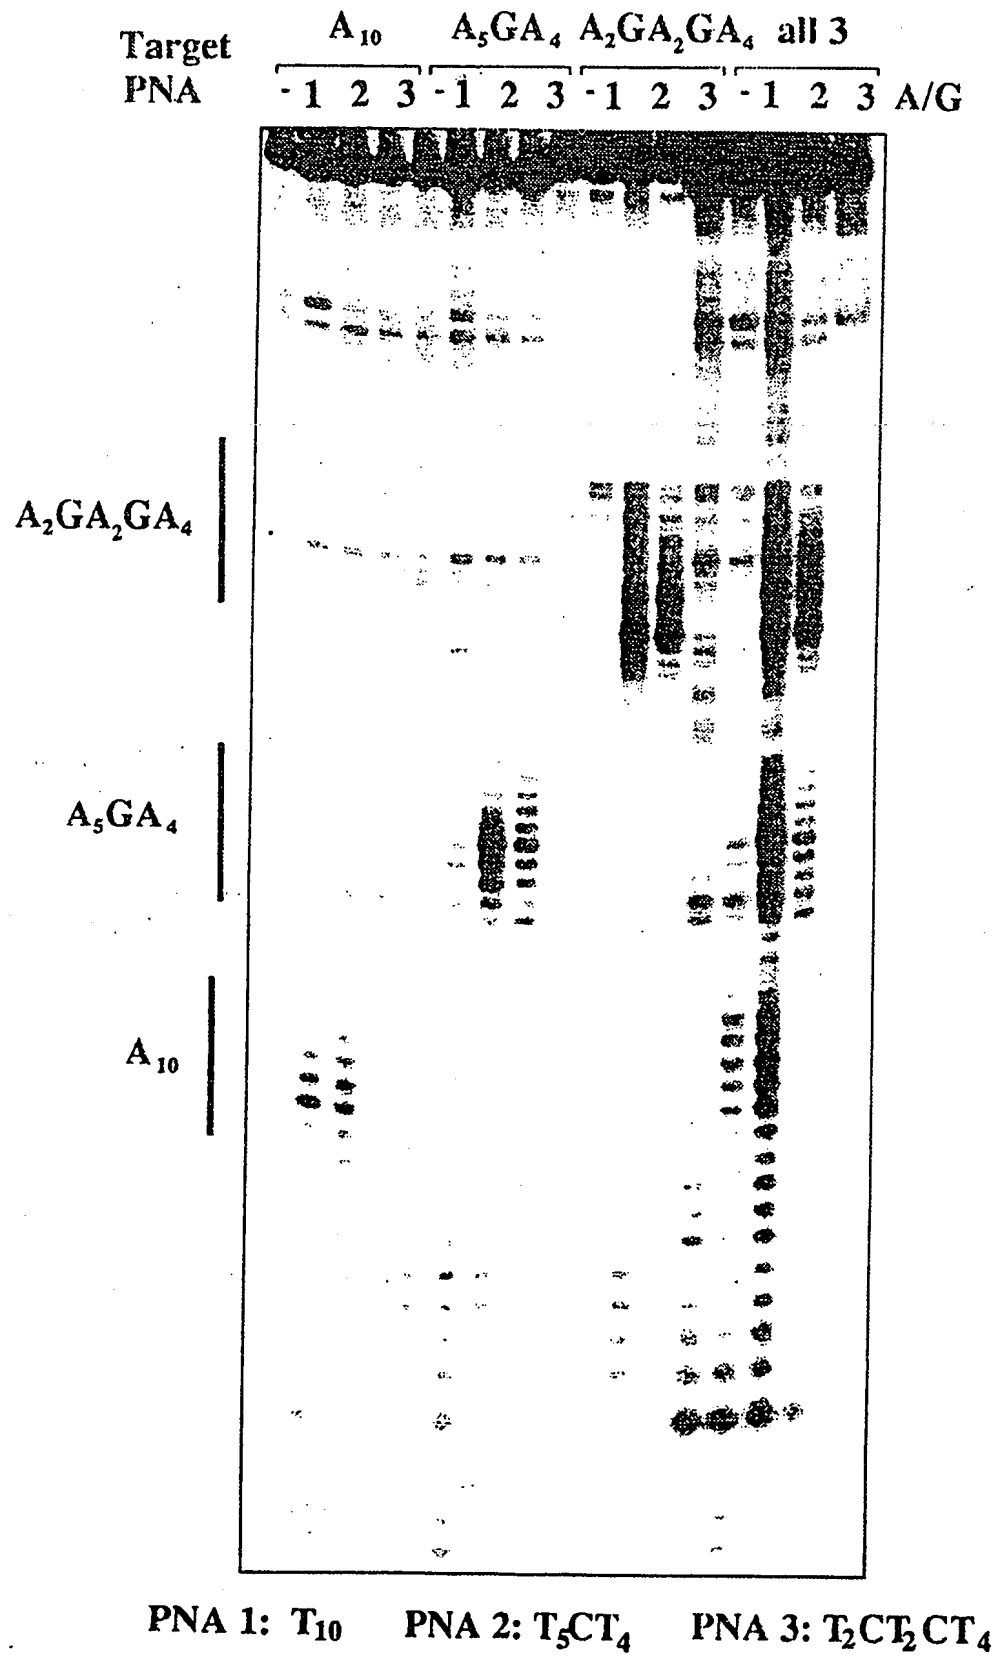 Target A₁₀ A₅GA₄ A₂GA₂GA₄ all 3
PNA - 1 2 3 - 1 2 3 - 1 2 3 - 1 2 3 A/G
A₂GA₂GA₄
A₅GA₄
A₁₀
PNA 1: T₁₀ PNA 2: T₅CT₄ PNA 3: T₂CT₂CT₄